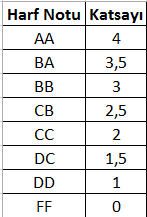 Harf Notu Katsayı
AA 4
BA 3,5
BB 3
CB 2,5
CC 2
DC 1,5
DD 1
FF 0